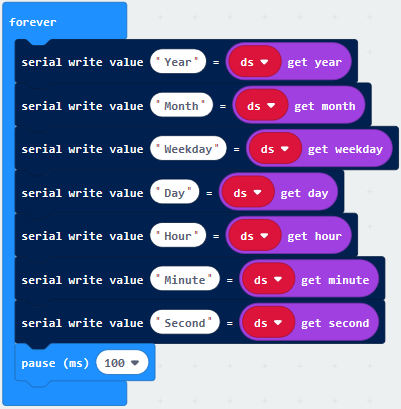 forever
serial write value "Year" = ds get year
serial write value "Month" = ds get month
serial write value "Weekday" = ds get weekday
serial write value "Day" = ds get day
serial write value "Hour" = ds get hour
serial write value "Minute" = ds get minute
serial write value "Second" = ds get second
pause (ms) 100